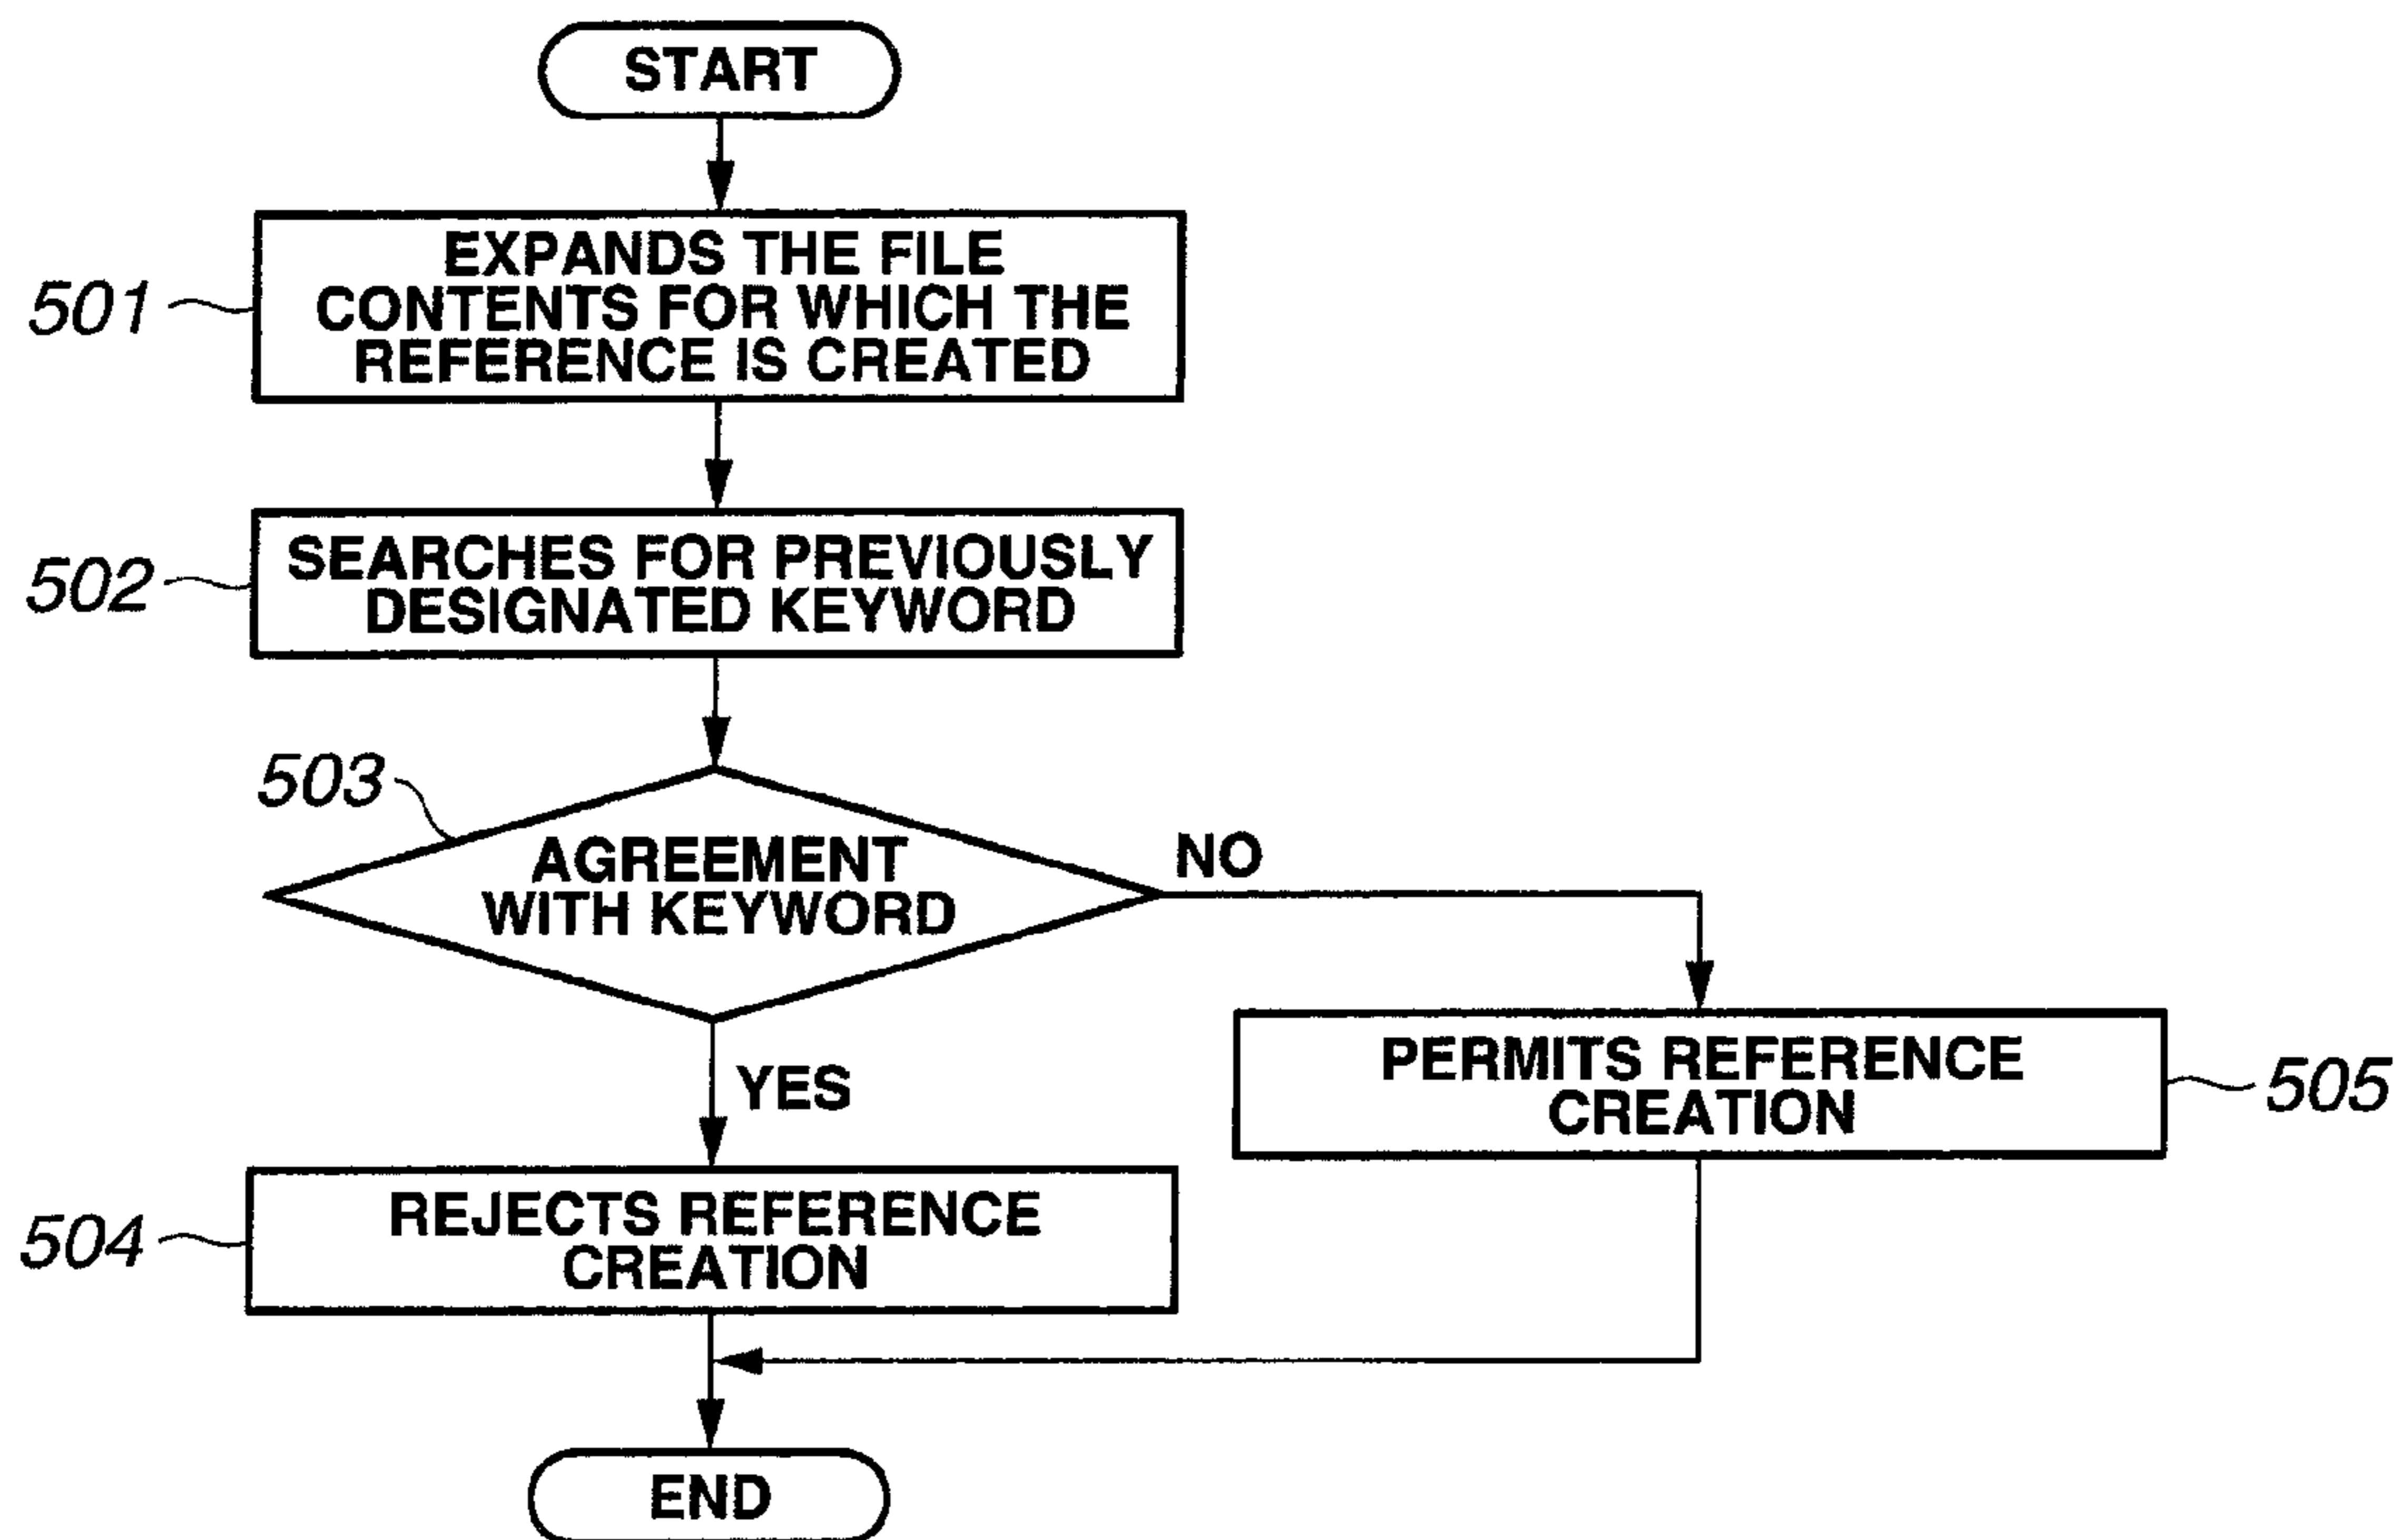 START
501
EXPANDS THE FILE
CONTENTS FOR WHICH THE
REFERENCE IS CREATED
502
SEARCHES FOR PREVIOUSLY
DESIGNATED KEYWORD
503
AGREEMENT
WITH KEYWORD
NO
YES
PERMITS REFERENCE
CREATION
505
504
REJECTS REFERENCE
CREATION
END